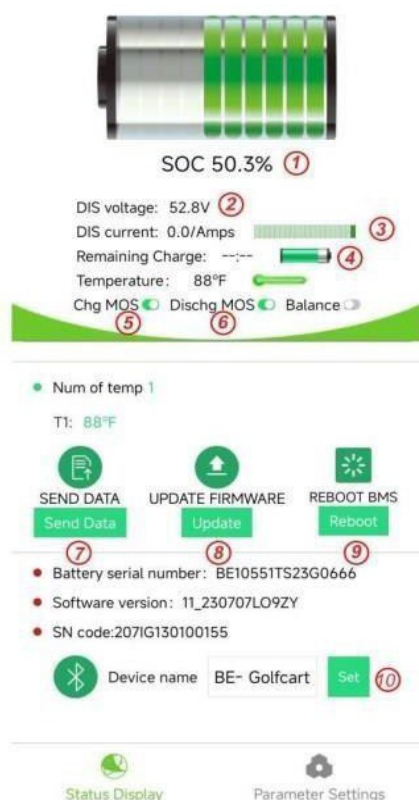 SOC 50.3% 1
DIS voltage: 52.8V 2
DIS current: 0.0/Amps 3
Remaining Charge: --:-- 4
Temperature: 88°F
Chg MOS Dischg MOS Balance
5 6
Num of temp 1
T1: 88°F
SEND DATA UPDATE FIRMWARE REBOOT BMS
Send Data Update Reboot
7 8 9
Battery serial number: BE10551TS23G0666
Software version: 11_230707LO9ZY
SN code:207IG130100155
Device name BE- Golfcart Set 10
Status Display Parameter Settings